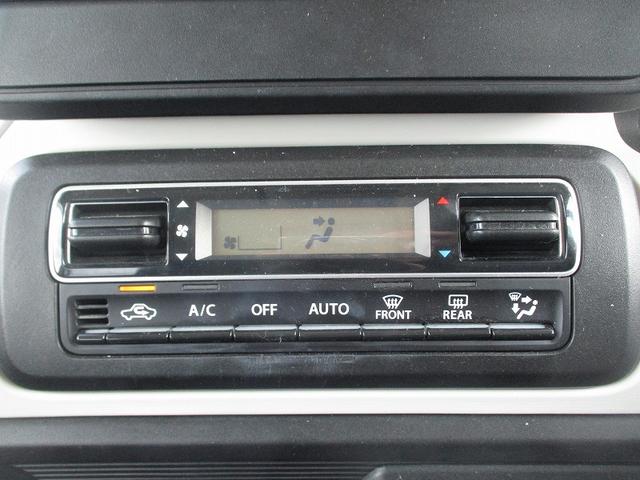 A/C OFF AUTO FRONT REAR